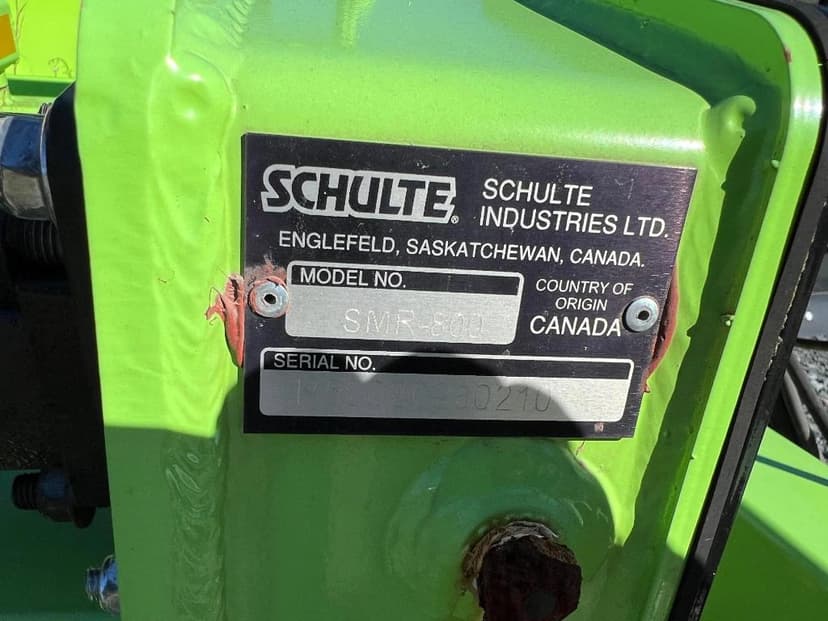 SCHULTE®
SCHULTE
INDUSTRIES LTD.
ENGLEFELD, SASKATCHEWAN, CANADA.
MODEL NO.
SMR-800
COUNTRY OF
ORIGIN
CANADA
SERIAL NO.